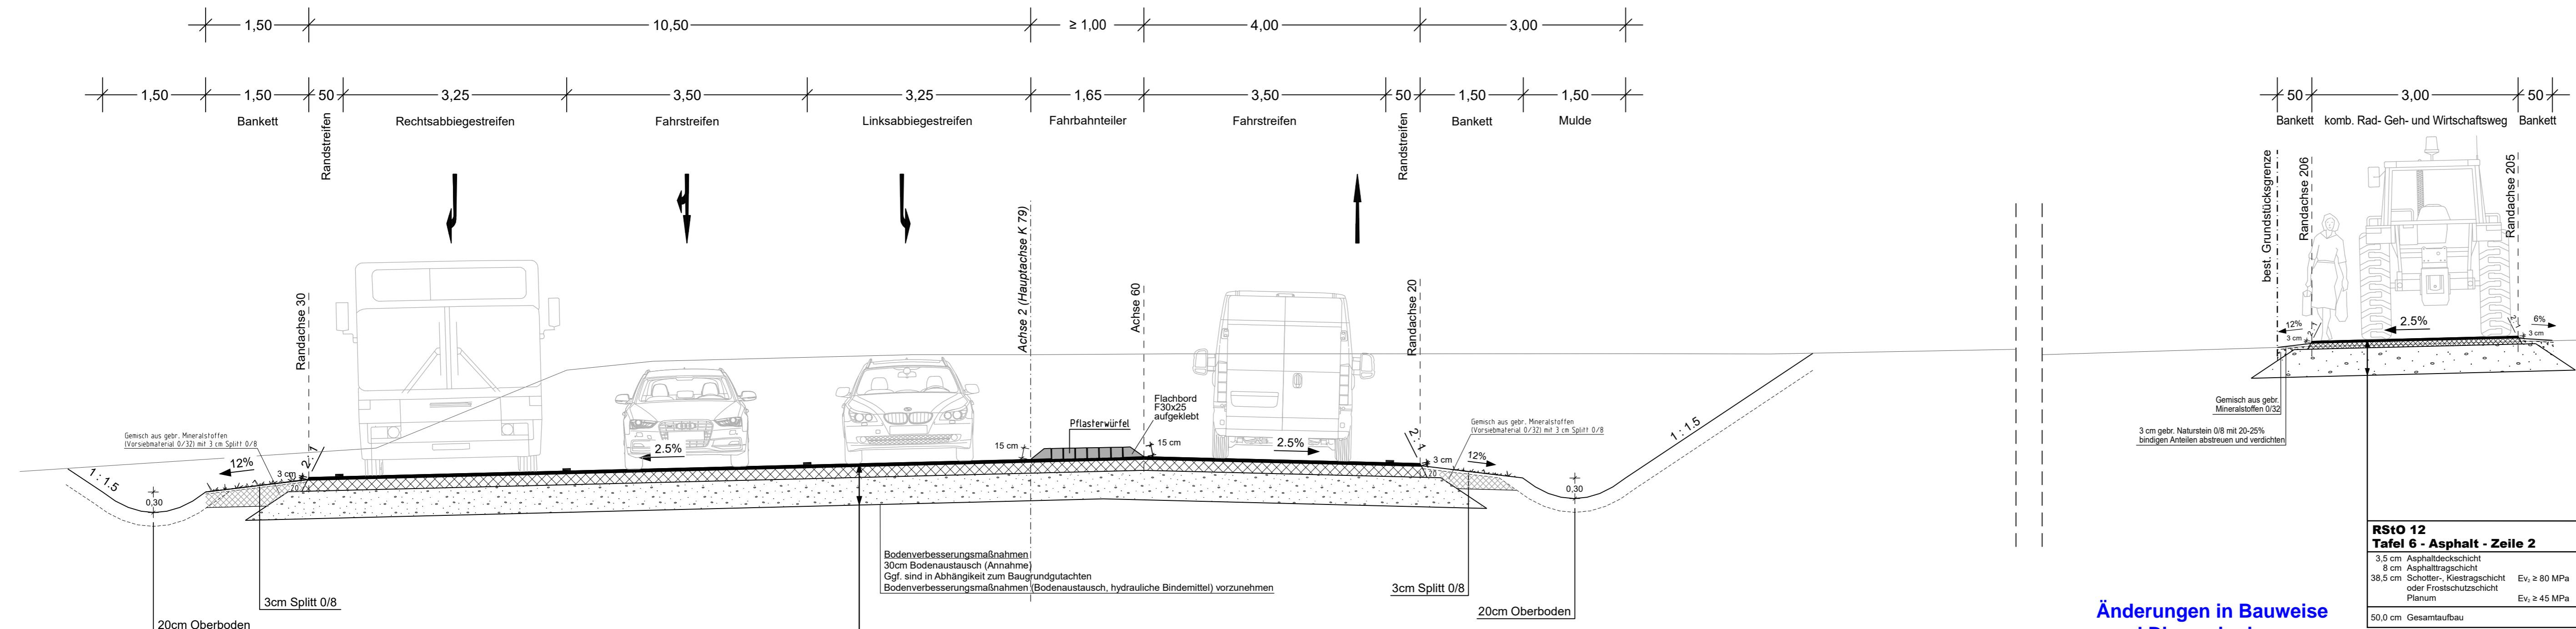 1,50 10,50 ≥ 1,00 4,00 3,00
1,50 1,50 50 3,25 3,50 3,25 1,65 3,50 50 1,50 1,50
50 3,00 50
Bankett Rechtsabbiegestreifen Fahrstreifen Linksabbiegestreifen Fahrbahnteiler Fahrstreifen Bankett Mulde
Bankett komb. Rad- Geh- und Wirtschaftsweg Bankett
Randstreifen
Randstreifen
best. Grundstücksgrenze
Randachse 206
Randachse 205
Randachse 30
Achse 2 (Hauptachse K 79)
Achse 60
Randachse 20
12%
3 cm
2.5%
6%
3 cm
Gemisch aus gebr.
Mineralstoffen 0/32
3 cm gebr. Naturstein 0/8 mit 20-25%
bindigen Anteilen abstreuen und verdichten
Flachbord
F30x25
aufgeklebt
Pflasterwürfel
15 cm
15 cm
Gemisch aus gebr. Mineralstoffen
(Vorsiebmaterial 0/32) mit 3 cm Splitt 0/8
Gemisch aus gebr. Mineralstoffen
(Vorsiebmaterial 0/32) mit 3 cm Splitt 0/8
1 : 1.5
12%
3 cm
20
2.5%
2.5%
3 cm
20
12%
1 : 1.5
0,30
0,30
Bodenverbesserungsmaßnahmen
30cm Bodenaustausch (Annahme)
Ggf. sind in Abhängikeit zum Baugrundgutachten
Bodenverbesserungsmaßnahmen (Bodenaustausch, hydrauliche Bindemittel) vorzunehmen
3cm Splitt 0/8
3cm Splitt 0/8
20cm Oberboden
20cm Oberboden
RStO 12
Tafel 6 - Asphalt - Zeile 2
3,5 cm Asphaltdeckschicht
8 cm Asphalttragschicht
38,5 cm Schotter-, Kiestragschicht Ev₂ ≥ 80 MPa
oder Frostschutzschicht
Planum Ev₂ ≥ 45 MPa
50,0 cm Gesamtaufbau
Änderungen in Bauweise